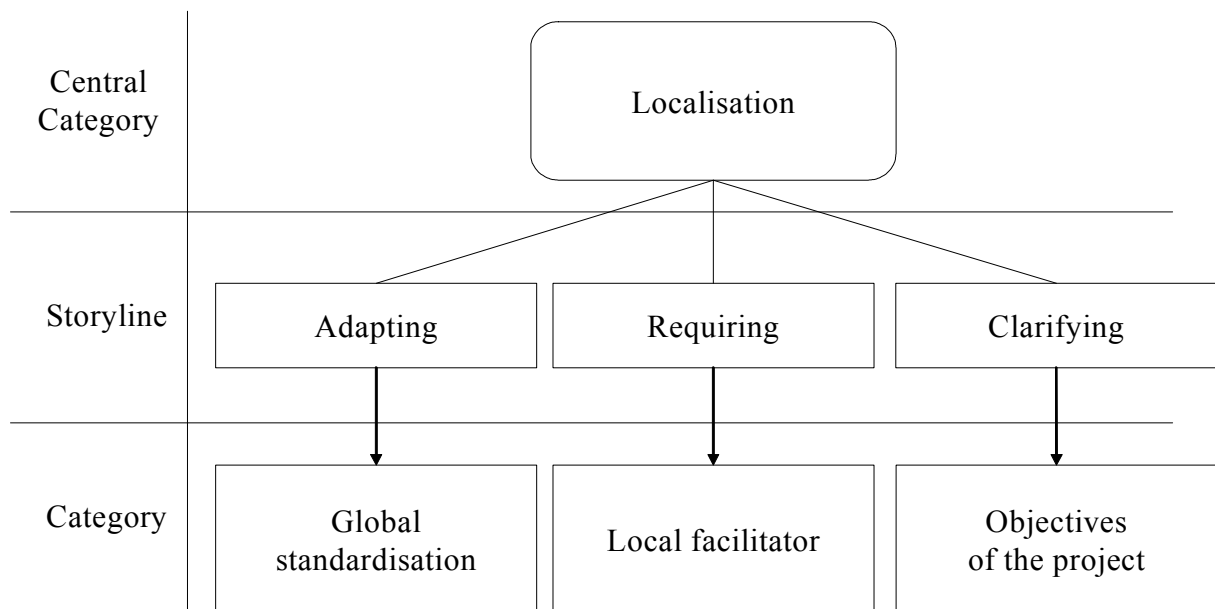 Central
Category
Localisation
Storyline
Adapting
Requiring
Clarifying
Category
Global
standardisation
Local facilitator
Objectives
of the project